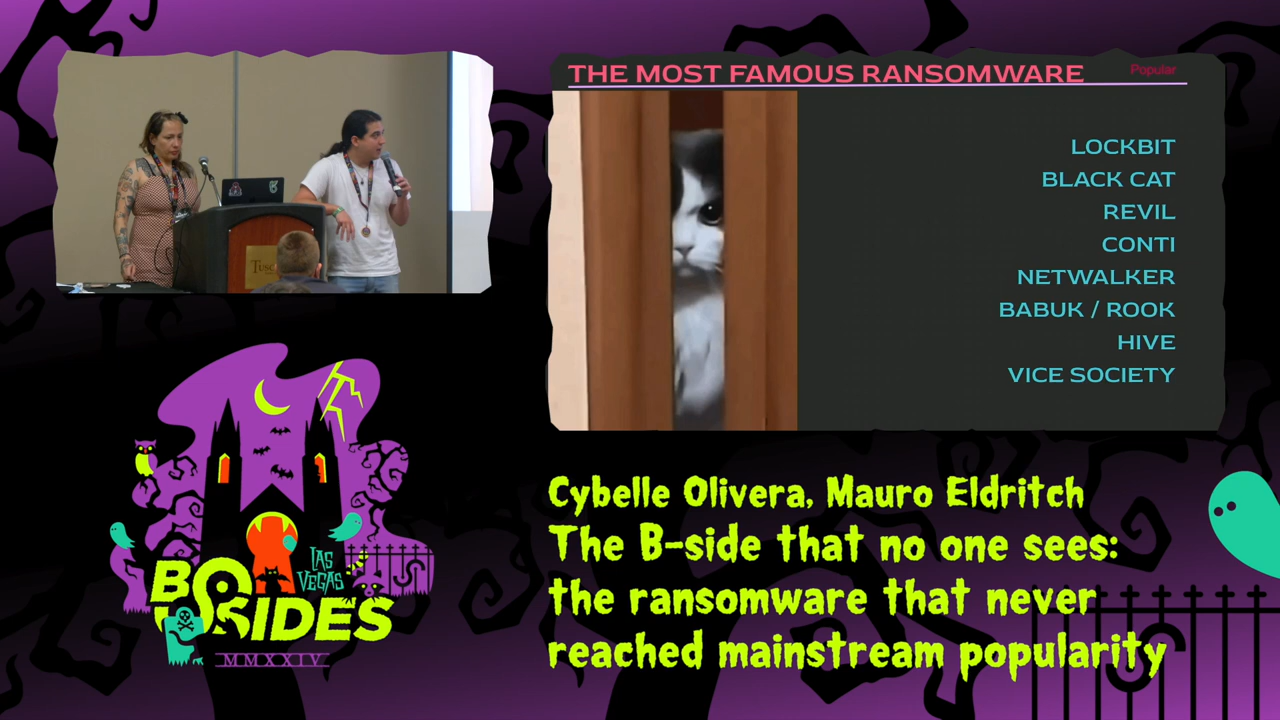 THE MOST FAMOUS RANSOMWARE
Popular
LOCKBIT
BLACK CAT
REVIL
CONTI
NETWALKER
BABUK / ROOK
HIVE
VICE SOCIETY
LAS
VEGAS
BSIDES
MMXXIV
Cybelle Olivera, Mauro Eldritch
The B-side that no one sees:
the ransomware that never
reached mainstream popularity